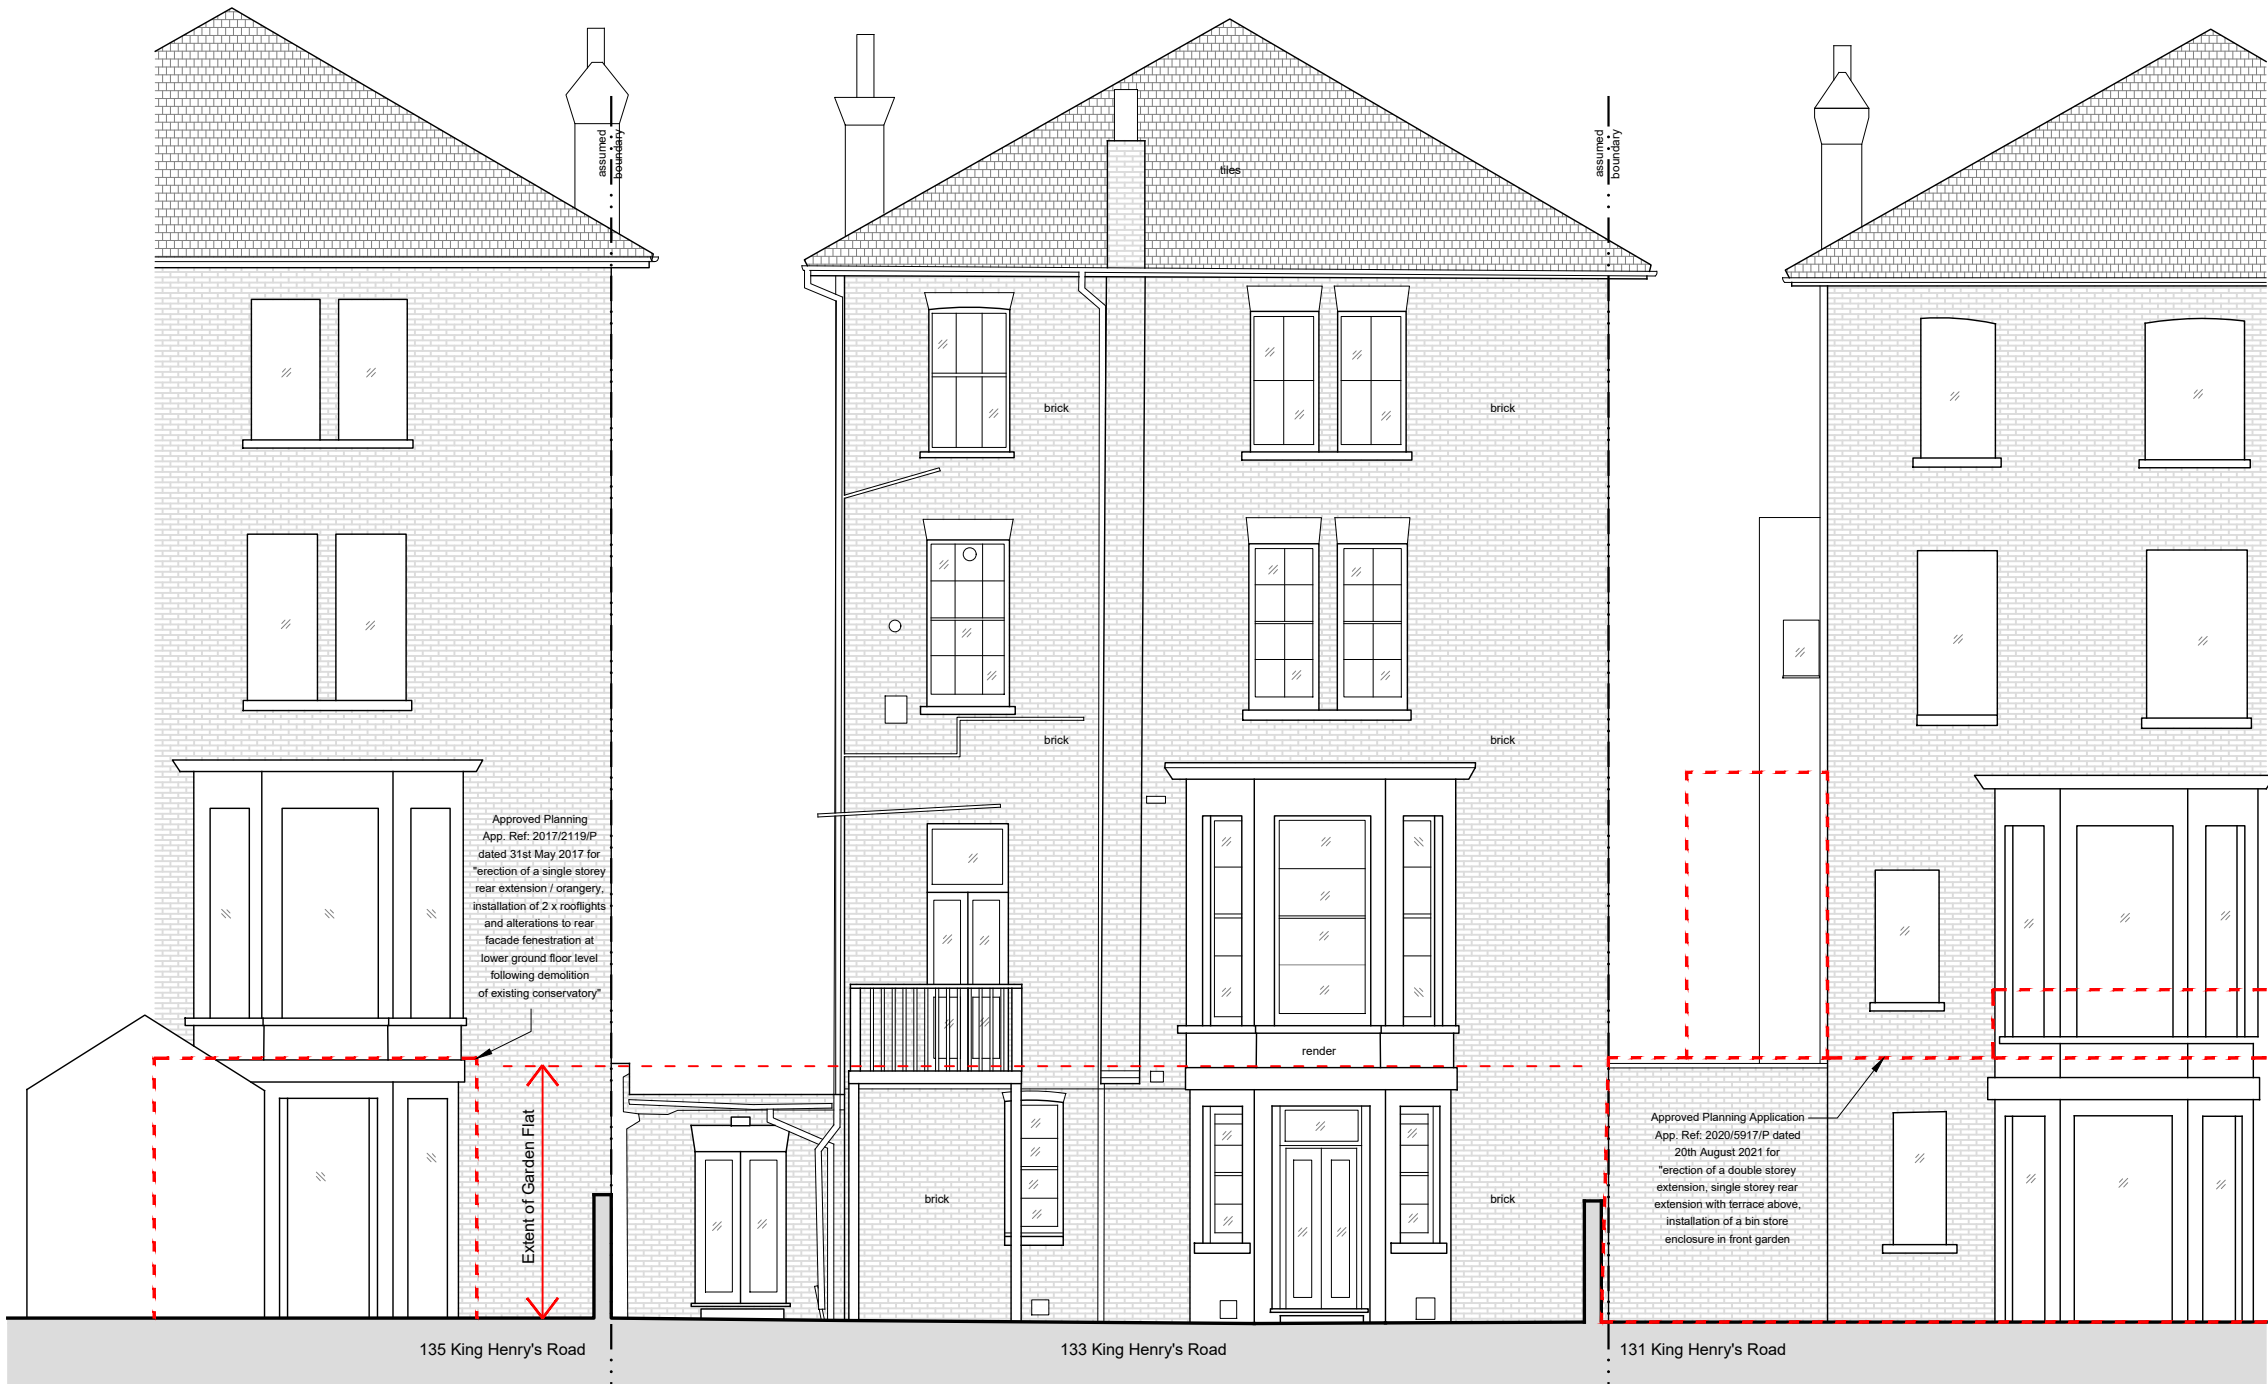 assumed
boundary
assumed
boundary
tiles
brick
brick
brick
brick
Approved Planning
App. Ref: 2017/2119/P
dated 31st May 2017 for
"erection of a single storey
rear extension / orangery,
installation of 2 x rooflights
and alterations to rear
facade fenestration at
lower ground floor level
following demolition
of existing conservatory"
render
Extent of Garden Flat
brick
brick
Approved Planning Application
App. Ref: 2020/5917/P dated
20th August 2021 for
"erection of a double storey
extension, single storey rear
extension with terrace above,
installation of a bin store
enclosure in front garden
135 King Henry's Road
133 King Henry's Road
131 King Henry's Road